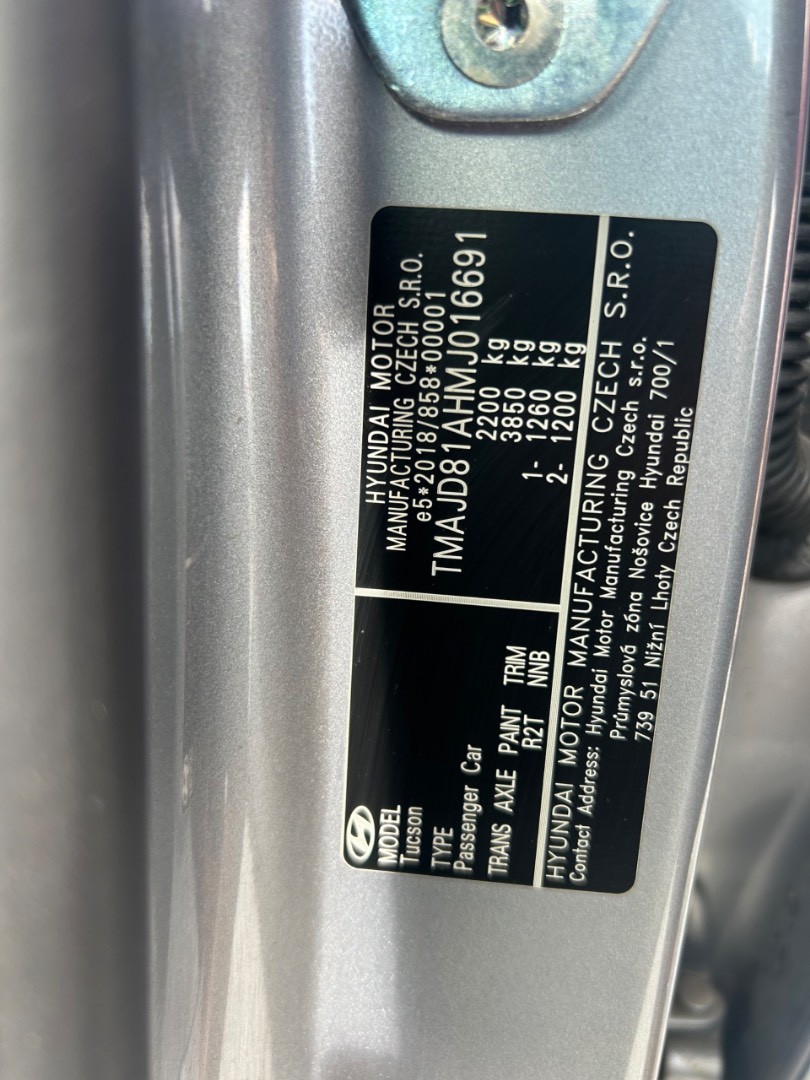 MODEL
Tucson
TYPE
Passenger Car
TRANS AXLE PAINT TRIM
R2T NNB
HYUNDAI MOTOR
MANUFACTURING CZECH S.R.O.
e5*2018/858*00001
TMAJD81AHMJ016691
2200 kg
3850 kg
1- 1260 kg
2- 1200 kg
HYUNDAI MOTOR MANUFACTURING CZECH S.R.O.
Contact Address: Hyundai Motor Manufacturing Czech s.r.o.
Průmyslová zóna Nošovice Hyundai 700/1
739 51 Nižní Lhoty Czech Republic